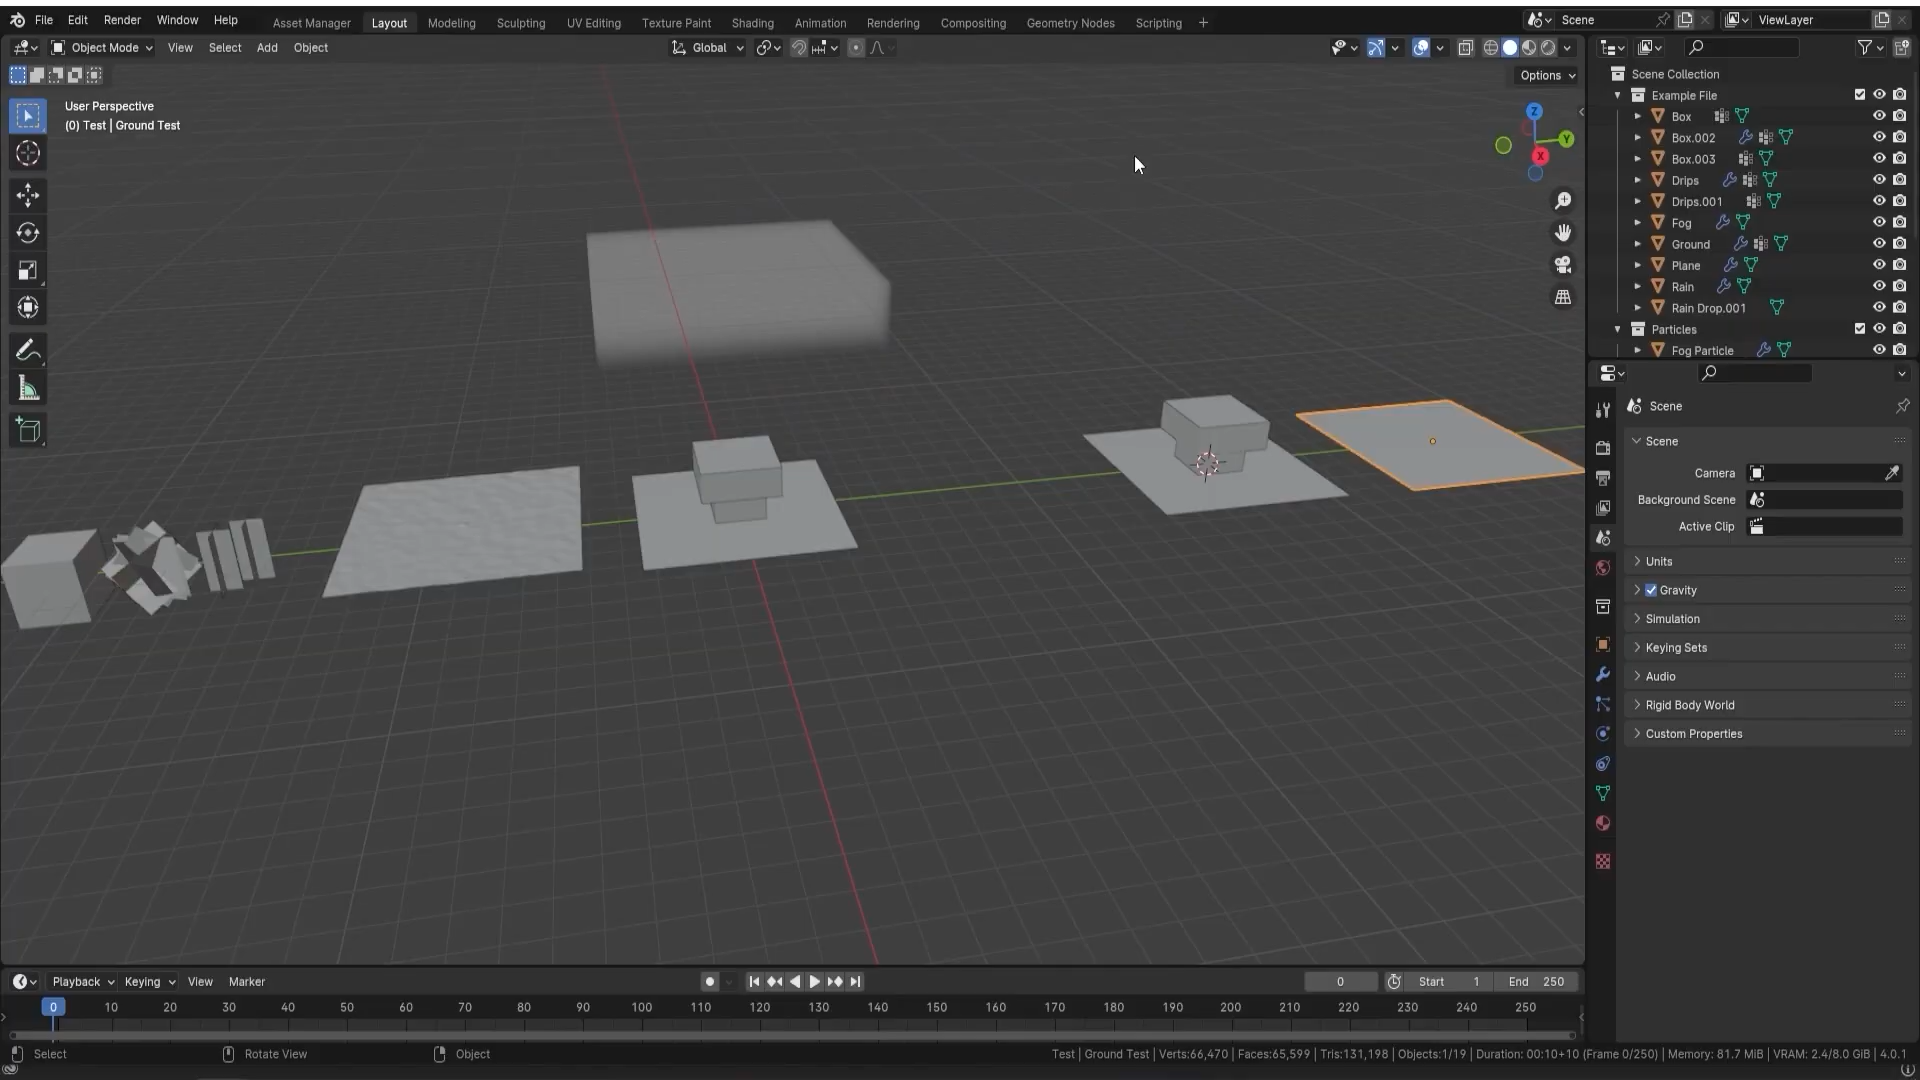 File Edit Render Window Help Asset Manager Layout Modeling Sculpting UV Editing Texture Paint Shading Animation Rendering Compositing Geometry Nodes Scripting + Scene ViewLayer
Object Mode View Select Add Object Global
Options
User Perspective
(0) Test | Ground Test
Z
Y
X
Scene Collection
Example File
Box
Box.002
Box.003
Drips
Drips.001
Fog
Ground
Plane
Rain
Rain Drop.001
Particles
Fog Particle
Scene
Scene
Camera
Background Scene
Active Clip
Units
Gravity
Simulation
Keying Sets
Audio
Rigid Body World
Custom Properties
Playback Keying View Marker 0 Start 1 End 250
0 10 20 30 40 50 60 70 80 90 100 110 120 130 140 150 160 170 180 190 200 210 220 230 240 250
Select Rotate View Object Test | Ground Test | Verts:66,470 | Faces:65,599 | Tris:131,198 | Objects:1/19 | Duration: 00:10+10 (Frame 0/250) | Memory: 81.7 MiB | VRAM: 2.4/8.0 GiB | 4.0.1